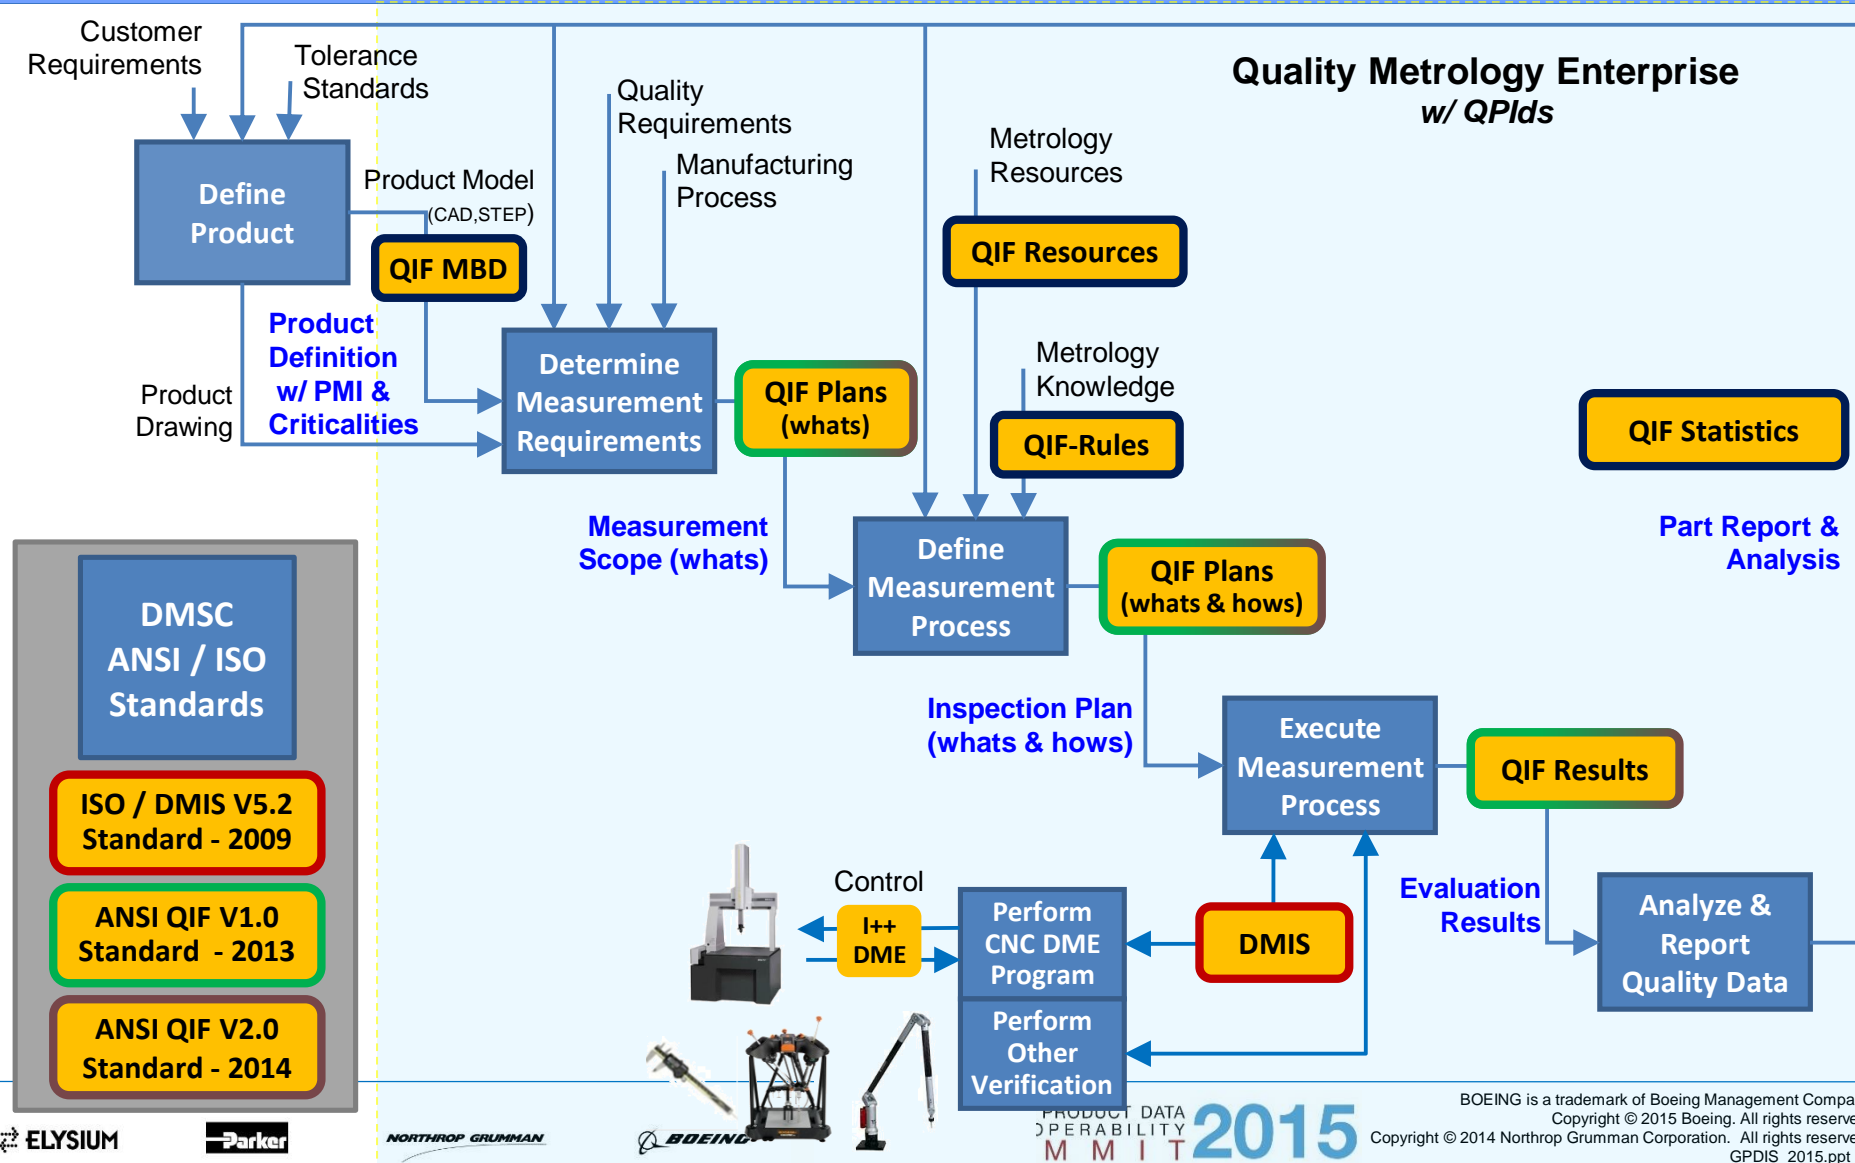 Customer
Requirements
Tolerance
Standards
Quality
Requirements
Manufacturing
Process
Quality Metrology Enterprise
w/ QPIds
Metrology
Resources
Define
Product
Product Model
(CAD,STEP)
QIF MBD
QIF Resources
Product
Definition
w/ PMI &
Criticalities
Product
Drawing
Determine
Measurement
Requirements
QIF Plans
(whats)
Metrology
Knowledge
QIF-Rules
QIF Statistics
Measurement
Scope (whats)
Define
Measurement
Process
QIF Plans
(whats & hows)
Part Report &
Analysis
DMSC
ANSI / ISO
Standards
ISO / DMIS V5.2
Standard - 2009
ANSI QIF V1.0
Standard - 2013
ANSI QIF V2.0
Standard - 2014
Inspection Plan
(whats & hows)
Execute
Measurement
Process
QIF Results
Control
I++
DME
Perform
CNC DME
Program
DMIS
Evaluation
Results
Analyze &
Report
Quality Data
Perform
Other
Verification
ELYSIUM
Parker
NORTHROP GRUMMAN
BOEING
PRODUCT DATA
OPERABILITY
M M I T
2015
BOEING is a trademark of Boeing Management Compa
Copyright © 2015 Boeing. All rights reserve
Copyright © 2014 Northrop Grumman Corporation. All rights reserve
GPDIS_2015.ppt